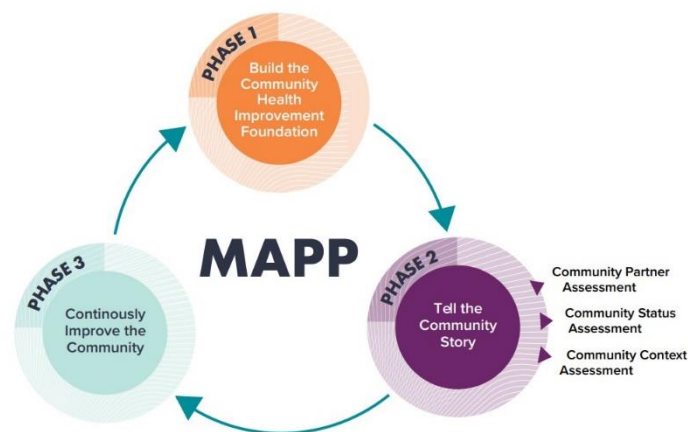 PHASE 1
Build the
Community
Health
Improvement
Foundation
MAPP
PHASE 2
Tell the
Community
Story
Community Partner
Assessment
Community Status
Assessment
Community Context
Assessment
PHASE 3
Continously
Improve the
Community